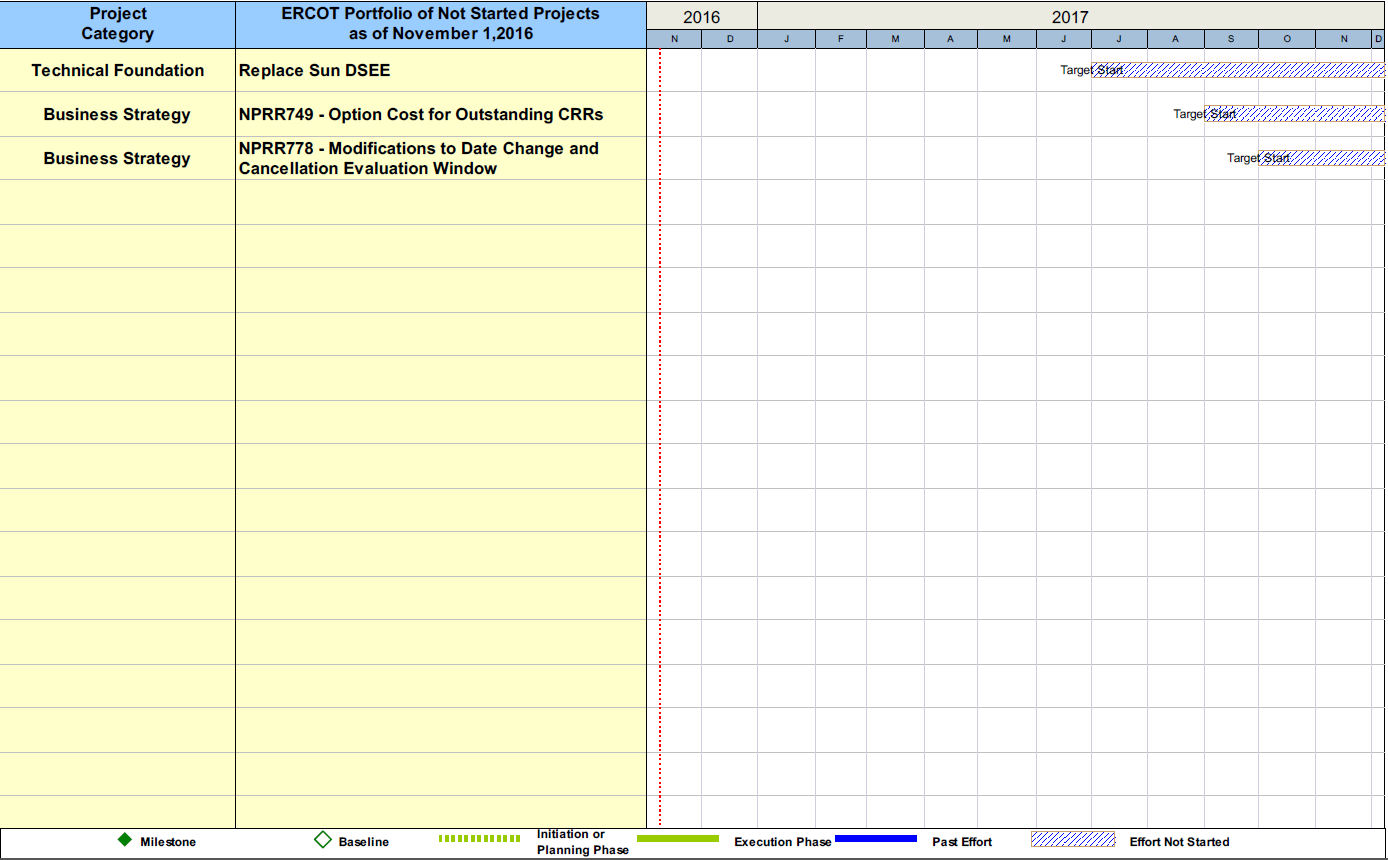 Project
Category
ERCOT Portfolio of Not Started Projects
as of November 1,2016
2016
2017
N D J F M A M J J A S O N D
Technical Foundation
Replace Sun DSEE
Target Start
Business Strategy
NPRR749 - Option Cost for Outstanding CRRs
Target Start
Business Strategy
NPRR778 - Modifications to Date Change and
Cancellation Evaluation Window
Target Start
Milestone
Baseline
Initiation or
Planning Phase
Execution Phase
Past Effort
Effort Not Started